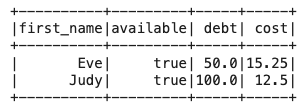 +----------+---------+-----+-----+
|first_name|available| debt| cost|
+----------+---------+-----+-----+
|       Eve|     true| 50.0|15.25|
|      Judy|     true|100.0| 12.5|
+----------+---------+-----+-----+